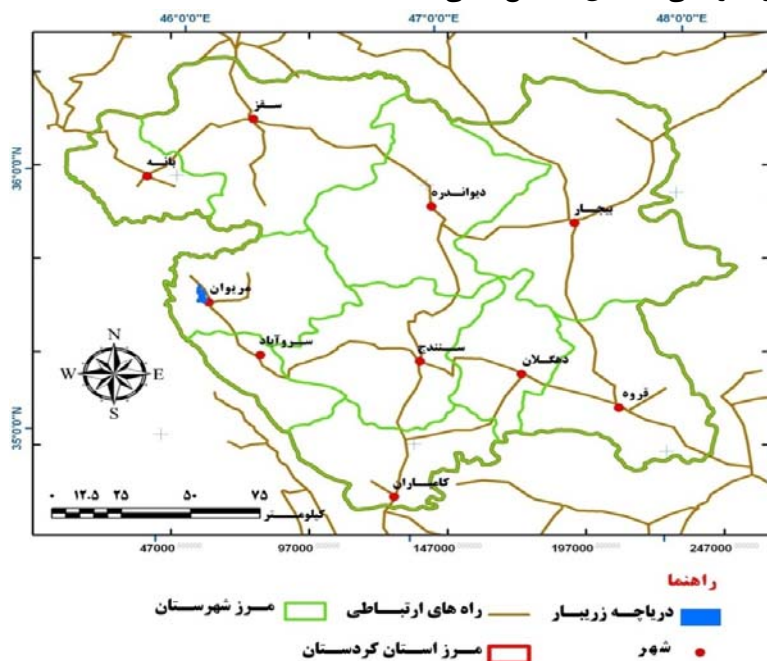 46°0'0"E 47°0'0"E 48°0'0"E
سقز
36°0'0"N
بانه
دیواندره
بیجار
مریوان
سروآباد
سنندج
دهگلان
قروه
N
W E
S
35°0'0"N
کامیاران
۰ ۱۲.۵ ۲۵ ۵۰ ۷۵
کیلومتر
47000 97000 147000 197000 247000
راهنما
دریاچه زریبار راه های ارتباطی مرز شهرستان
شهر مرز استان کردستان